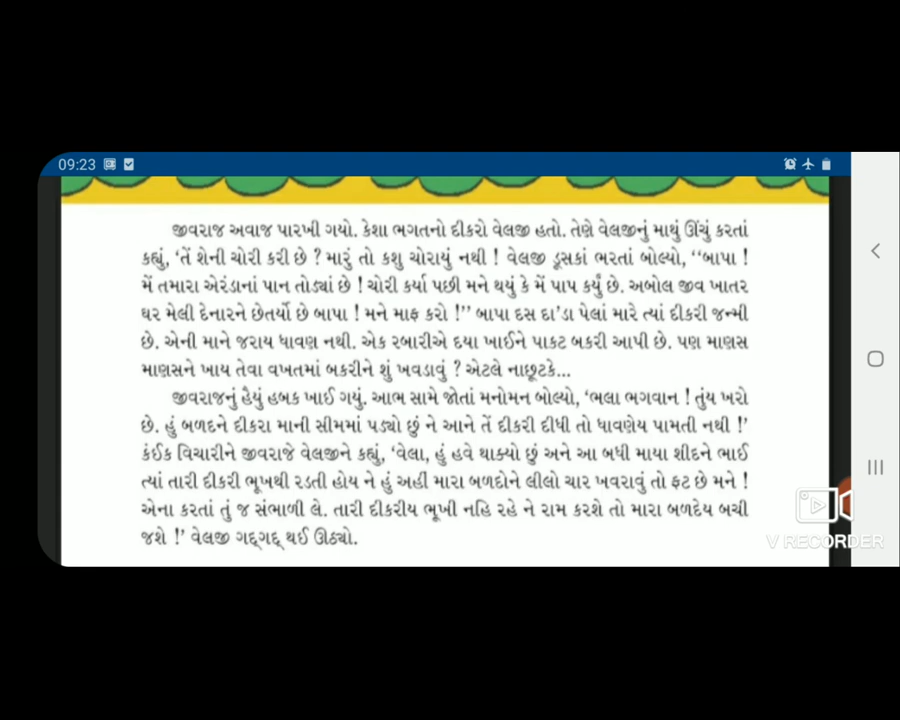 09:23
જીવરાજ અવાજ પારખી ગયો. કેશા ભગતનો દીકરો વેલજી હતો. તેણે વેલજીનું માથું ઊંચું કરતાં
કહ્યું, ‘તેં શેની ચોરી કરી છે ? મારું તો કશુ ચોરાયું નથી ! વેલજી ડૂસકાં ભરતાં બોલ્યો, ‘‘બાપા !
મેં તમારા એરંડાનાં પાન તોડ્યાં છે ! ચોરી કર્યા પછી મને થયું કે મેં પાપ કર્યું છે. અબોલ જીવ ખાતર
ઘર મેલી દેનારને છેતર્યો છે બાપા ! મને માફ કરો !’’ બાપા દસ દા’ડા પેલાં મારે ત્યાં દીકરી જન્મી
છે. એની માને જરાય ધાવણ નથી. એક રબારીએ દયા ખાઈને પાકટ બકરી આપી છે. પણ માણસ
માણસને ખાય તેવા વખતમાં બકરીને શું ખવડાવું ? એટલે નાછૂટકે...
જીવરાજનું હૈયું હબક ખાઈ ગયું. આભ સામે જોતાં મનોમન બોલ્યો, ‘ભલા ભગવાન ! તુંય ખરો
છે. હું બળદને દીકરા માની સીમમાં પડ્યો છું ને આને તેં દીકરી દીધી તો ધાવણેય પામતી નથી !’
કંઈક વિચારીને જીવરાજે વેલજીને કહ્યું, ‘વેલા, હું હવે થાક્યો છું અને આ બધી માયા શીદને ભાઈ
ત્યાં તારી દીકરી ભૂખથી રડતી હોય ને હું અહીં મારા બળદોને લીલો ચાર ખવરાવું તો ફટ છે મને !
એના કરતાં તું જ સંભાળી લે. તારી દીકરીય ભૂખી નહિ રહે ને રામ કરશે તો મારા બળદેય બચી
જશે !’ વેલજી ગદ્‌ગદ્ થઈ ઊઠ્યો.
V RECORDER